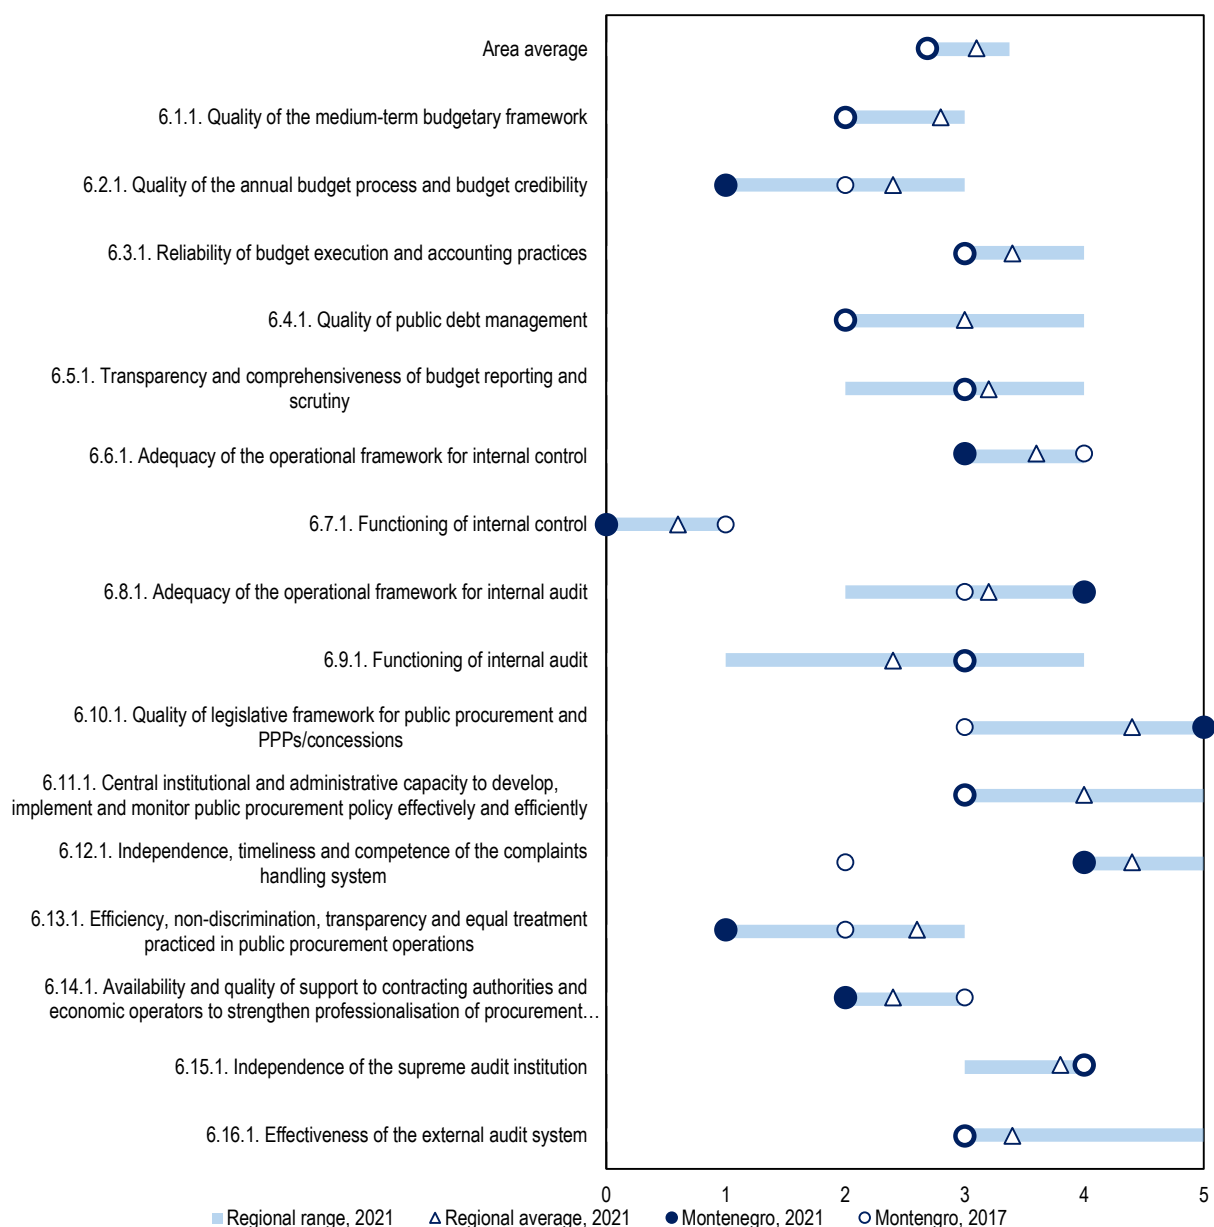 Area average
6.1.1. Quality of the medium-term budgetary framework
6.2.1. Quality of the annual budget process and budget credibility
6.3.1. Reliability of budget execution and accounting practices
6.4.1. Quality of public debt management
6.5.1. Transparency and comprehensiveness of budget reporting and
scrutiny
6.6.1. Adequacy of the operational framework for internal control
6.7.1. Functioning of internal control
6.8.1. Adequacy of the operational framework for internal audit
6.9.1. Functioning of internal audit
6.10.1. Quality of legislative framework for public procurement and
PPPs/concessions
6.11.1. Central institutional and administrative capacity to develop,
implement and monitor public procurement policy effectively and efficiently
6.12.1. Independence, timeliness and competence of the complaints
handling system
6.13.1. Efficiency, non-discrimination, transparency and equal treatment
practiced in public procurement operations
6.14.1. Availability and quality of support to contracting authorities and
economic operators to strengthen professionalisation of procurement…
6.15.1. Independence of the supreme audit institution
6.16.1. Effectiveness of the external audit system
0 1 2 3 4 5
Regional range, 2021 Regional average, 2021 Montenegro, 2021 Montenegro, 2017